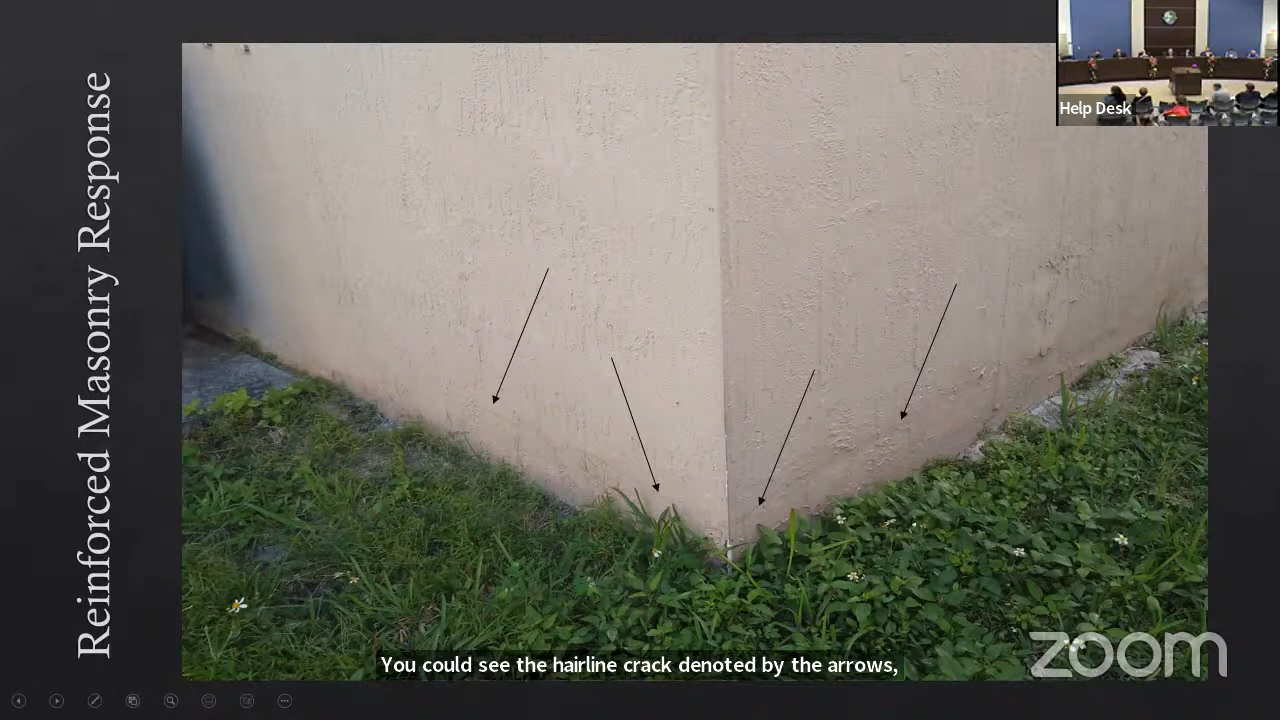 Reinforced Masonry Response
Help Desk
You could see the hairline crack denoted by the arrows,
zoom